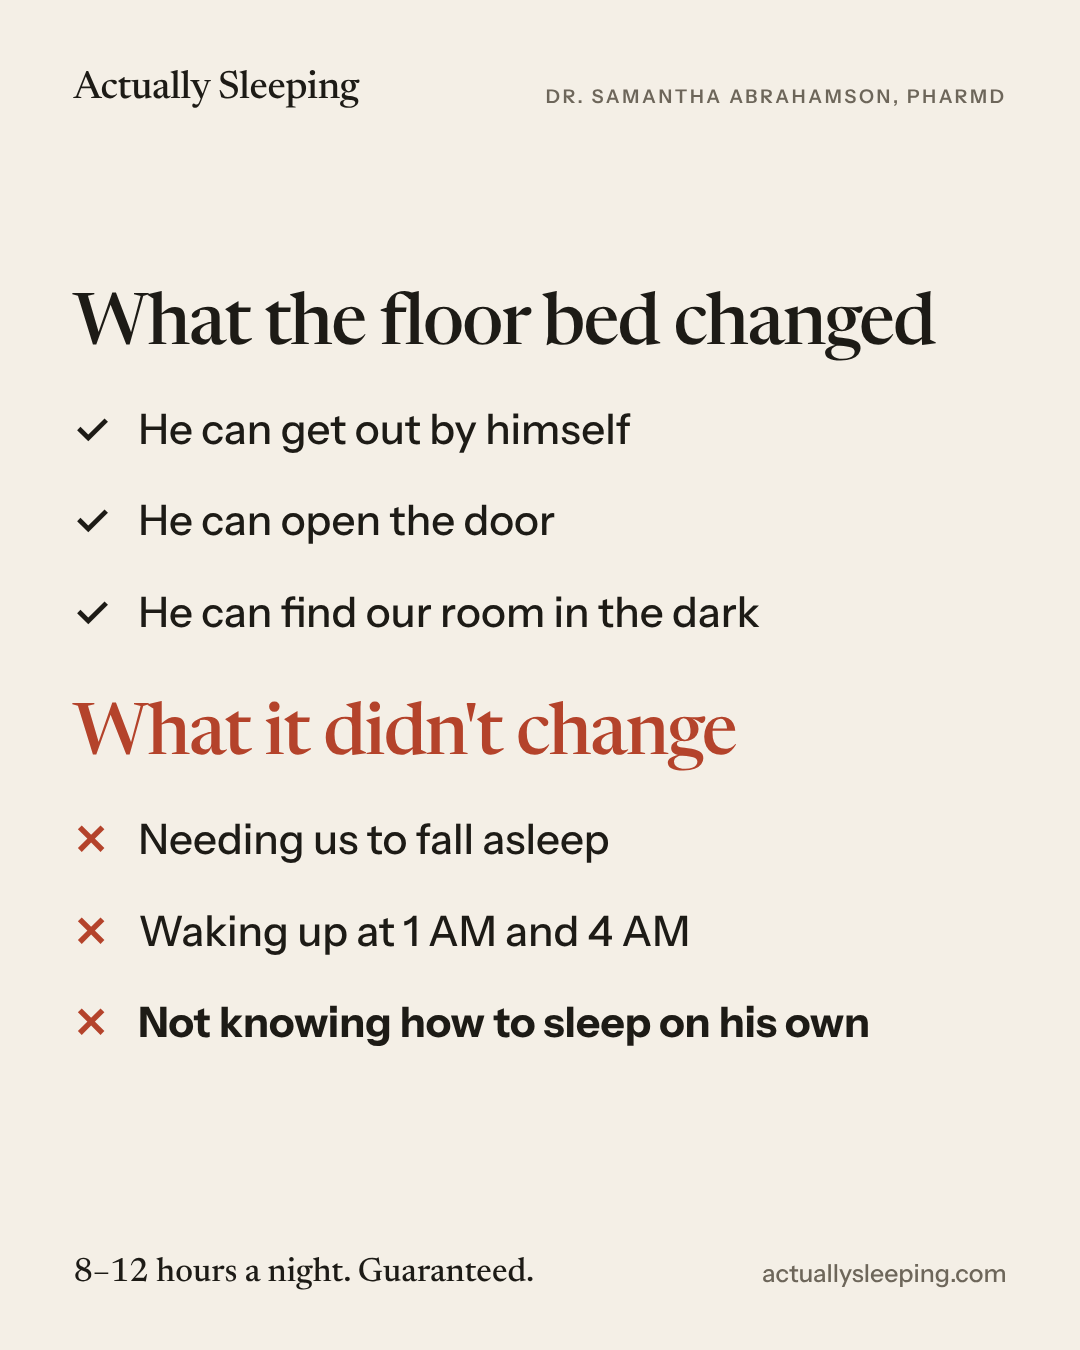 Actually Sleeping
DR. SAMANTHA ABRAHAMSON, PHARMD
What the floor bed changed
✓ He can get out by himself
✓ He can open the door
✓ He can find our room in the dark
What it didn't change
✕ Needing us to fall asleep
✕ Waking up at 1 AM and 4 AM
✕ Not knowing how to sleep on his own
8–12 hours a night. Guaranteed.
actuallysleeping.com